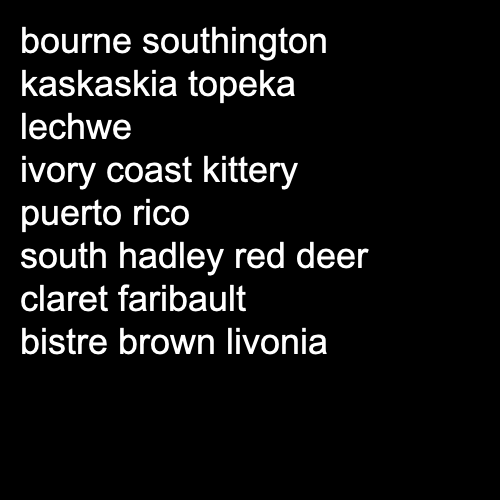 bourne southington
kaskaskia topeka
lechwe
ivory coast kittery
puerto rico
south hadley red deer
claret faribault
bistre brown livonia